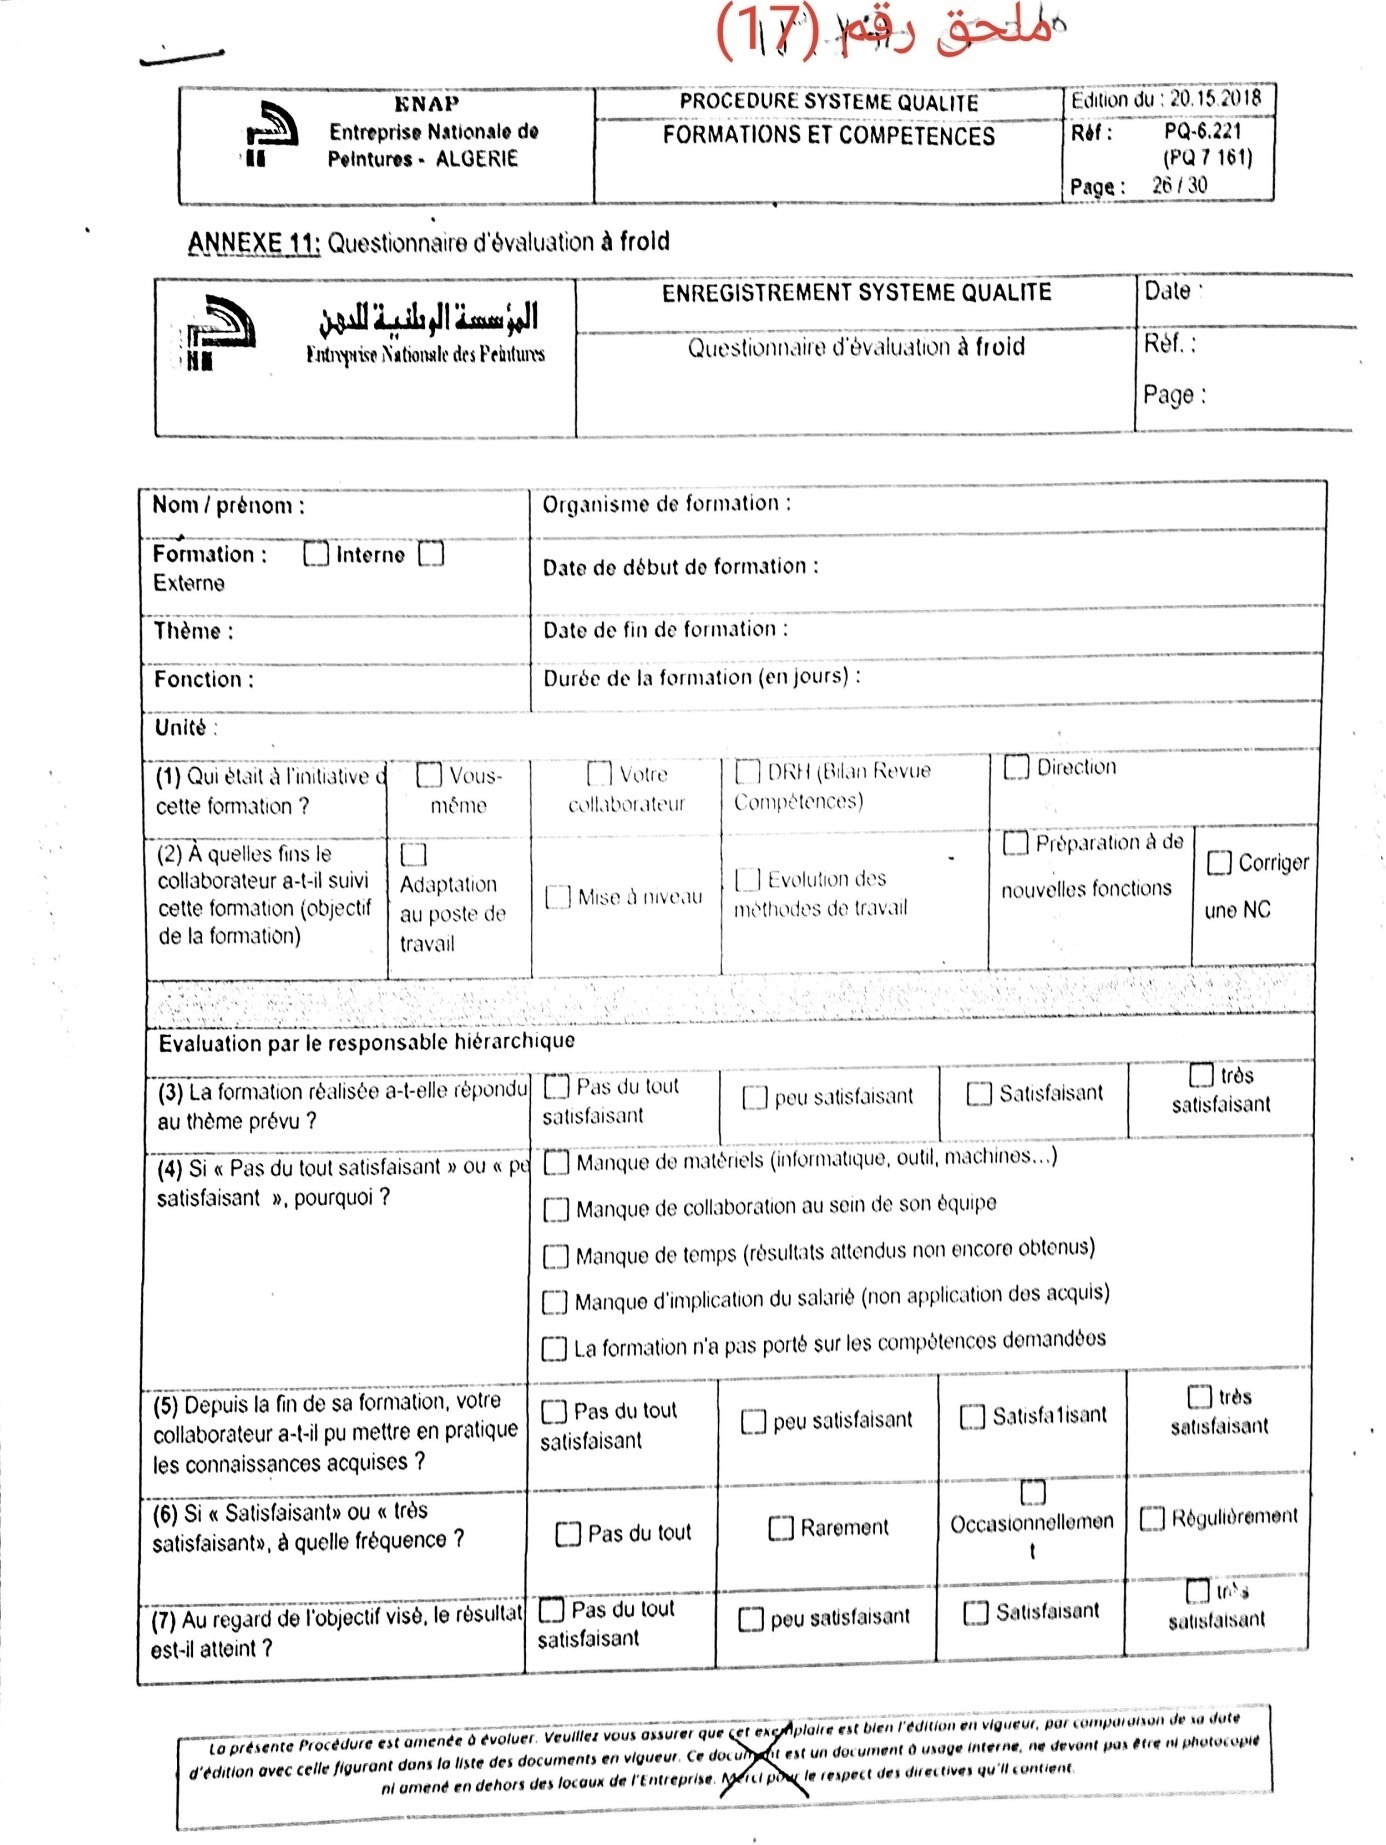 ملحق رقم (17)
ENAP
Entreprise Nationale de
Peintures - ALGERIE
PROCEDURE SYSTEME QUALITE
FORMATIONS ET COMPETENCES
Edition du : 20.15.2018
Réf : PQ-6.221
(PQ 7 161)
Page : 26 / 30
ANNEXE 11: Questionnaire d'évaluation à froid
المؤسسة الوطنية للدهن
Entreprise Nationale des Peintures
ENREGISTREMENT SYSTEME QUALITE
Questionnaire d'évaluation à froid
Date :
Réf. :
Page :
Nom / prénom :
Organisme de formation :
Formation : Interne
Externe
Date de début de formation :
Thème :
Date de fin de formation :
Fonction :
Durée de la formation (en jours) :
Unité :
(1) Qui était à l'initiative d
cette formation ?
Vous-
même
Votre
collaborateur
DRH (Bilan Revue
Compétences)
Direction
(2) À quelles fins le
collaborateur a-t-il suivi
cette formation (objectif
de la formation)
Adaptation
au poste de
travail
Mise à niveau
Evolution des
méthodes de travail
Préparation à de
nouvelles fonctions
Corriger
une NC
Evaluation par le responsable hiérarchique
(3) La formation réalisée a-t-elle répondu
au thème prévu ?
Pas du tout
satisfaisant
peu satisfaisant
Satisfaisant
très
satisfaisant
(4) Si « Pas du tout satisfaisant » ou « pe
satisfaisant », pourquoi ?
Manque de matériels (informatique, outil, machines...)
Manque de collaboration au sein de son équipe
Manque de temps (résultats attendus non encore obtenus)
Manque d'implication du salarié (non application des acquis)
La formation n'a pas porté sur les compétences demandées
(5) Depuis la fin de sa formation, votre
collaborateur a-t-il pu mettre en pratique
les connaissances acquises ?
Pas du tout
satisfaisant
peu satisfaisant
Satisfa1isant
très
satisfaisant
(6) Si « Satisfaisant» ou « très
satisfaisant», à quelle fréquence ?
Pas du tout
Rarement
Occasionnellemen
t
Régulièrement
(7) Au regard de l'objectif visé, le résultat
est-il atteint ?
Pas du tout
satisfaisant
peu satisfaisant
Satisfaisant
très
satisfaisant
La présente Procédure est amenée à évoluer. Veuillez vous assurer que cet exemplaire est bien l'édition en vigueur, par comparaison de sa date
d'édition avec celle figurant dans la liste des documents en vigueur. Ce document est un document à usage interne, ne devant pas être ni photocopié
ni amené en dehors des locaux de l'Entreprise. Merci pour le respect des directives qu'il contient.